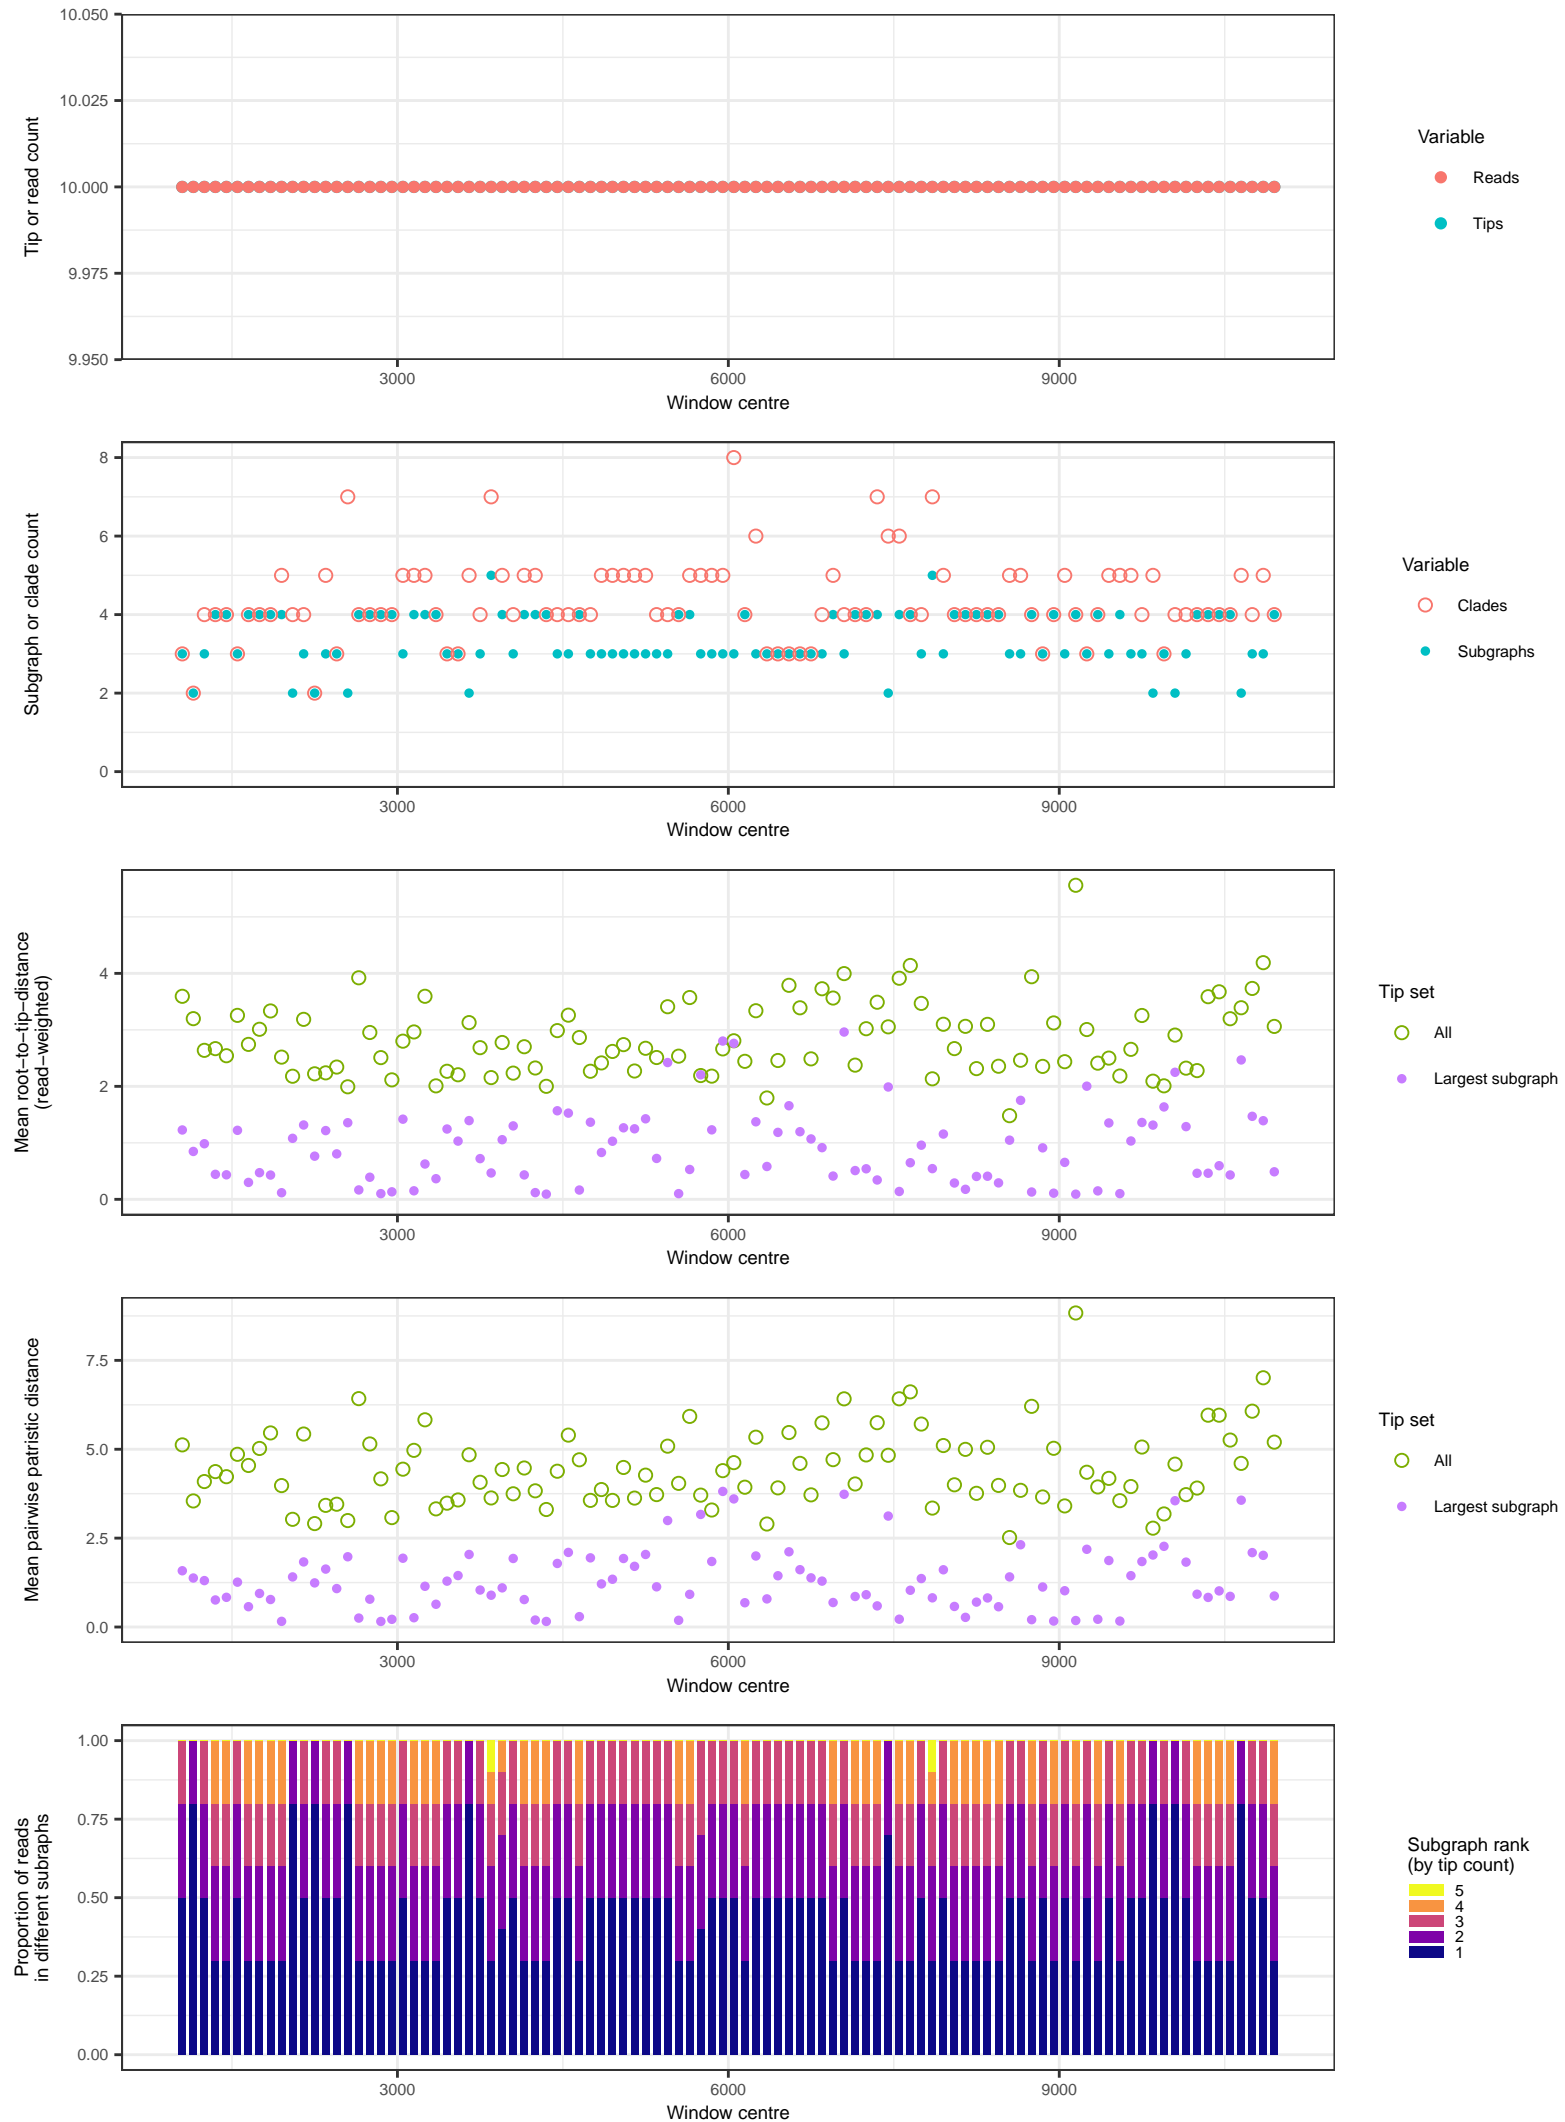 10.050
10.025
10.000
9.975
9.950
Tip or read count
3000 6000 9000
Window centre
Variable
Reads
Tips
8
6
4
2
0
Subgraph or clade count
3000 6000 9000
Window centre
Variable
Clades
Subgraphs
4
2
0
Mean root−to−tip−distance
(read−weighted)
3000 6000 9000
Window centre
Tip set
All
Largest subgraph
7.5
5.0
2.5
0.0
Mean pairwise patristic distance
3000 6000 9000
Window centre
Tip set
All
Largest subgraph
1.00
0.75
0.50
0.25
0.00
Proportion of reads
in different subraphs
3000 6000 9000
Window centre
Subgraph rank
(by tip count)
5
4
3
2
1